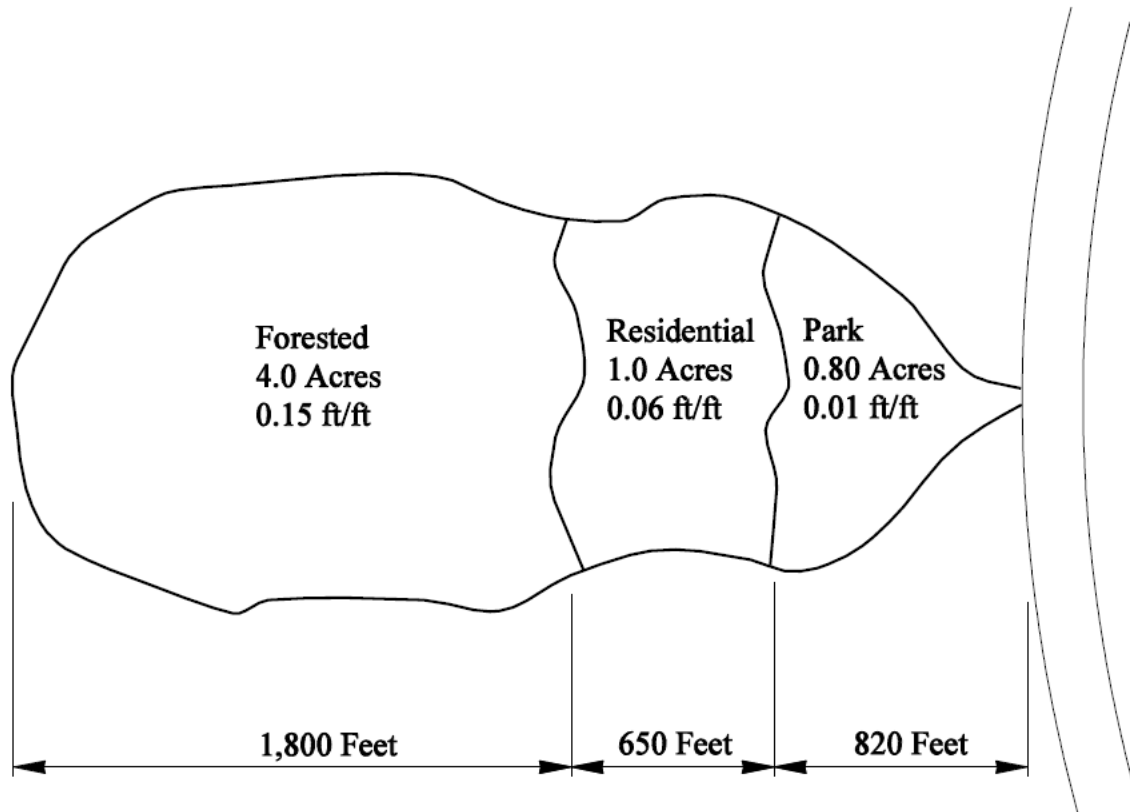 Forested
4.0 Acres
0.15 ft/ft
Residential
1.0 Acres
0.06 ft/ft
Park
0.80 Acres
0.01 ft/ft
1,800 Feet
650 Feet
820 Feet